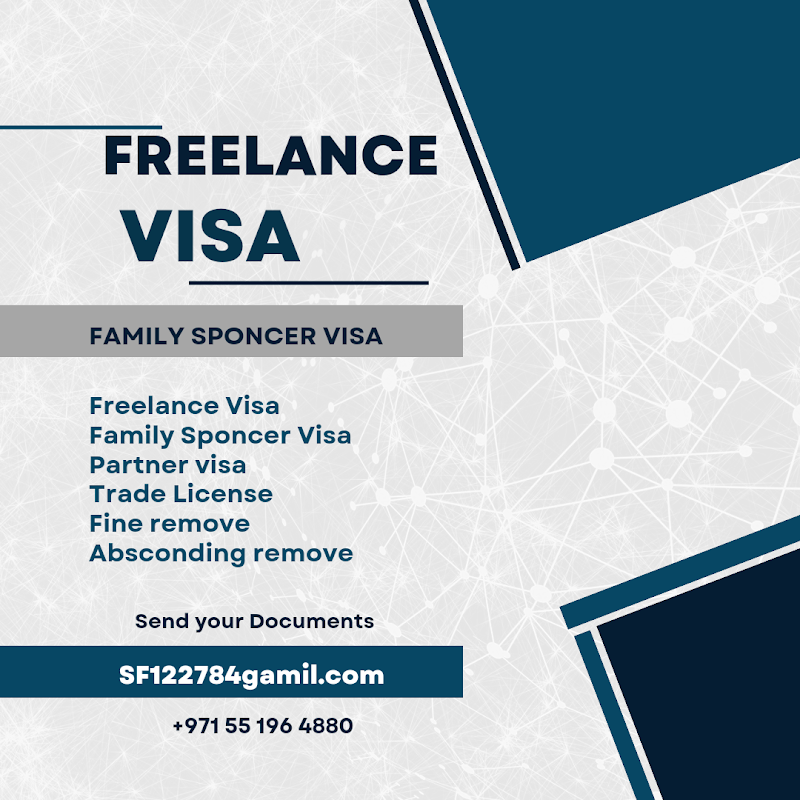 FREELANCE
VISA
FAMILY SPONCER VISA
Freelance Visa
Family Sponcer Visa
Partner visa
Trade License
Fine remove
Absconding remove
Send your Documents
SF122784gamil.com
+971 55 196 4880